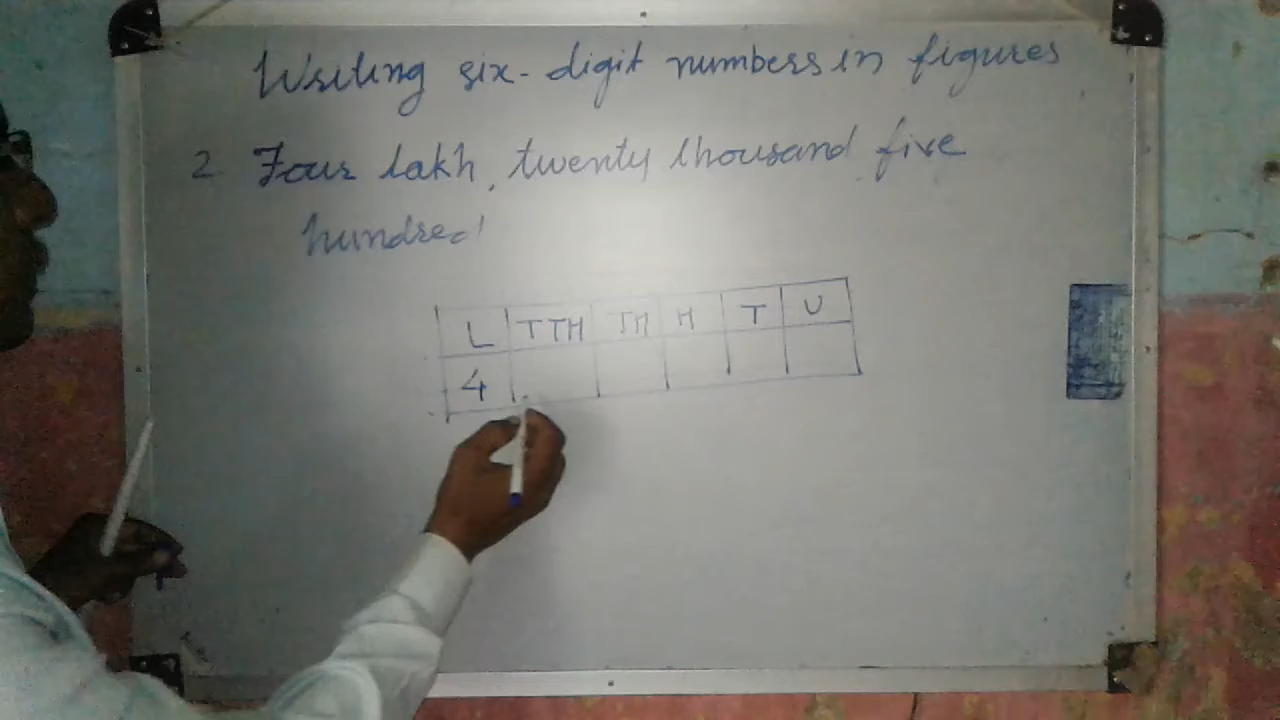 Writing six-digit numbers in figures
2. Four lakh, twenty thousand five
hundred
L TTH TH H T U
4